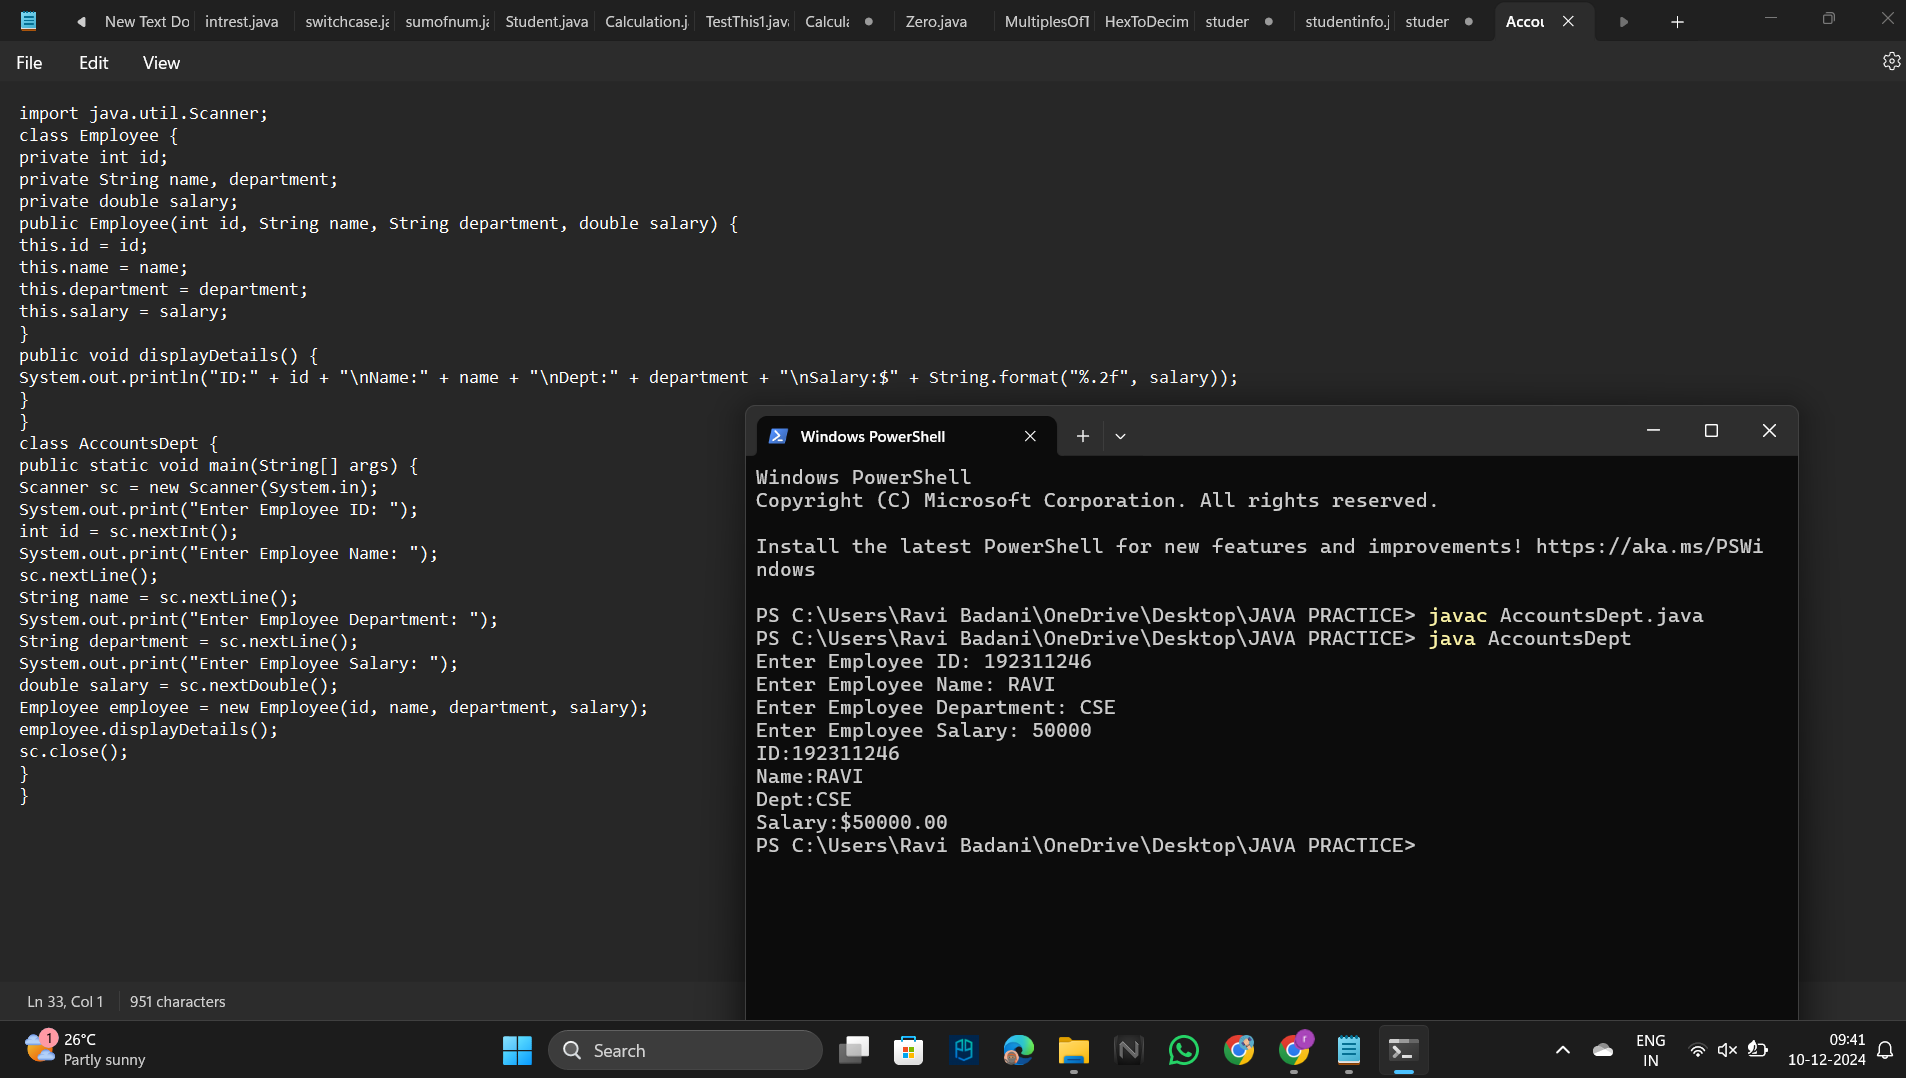 New Text Do intrest.java switchcase.ja sumofnum.ja Student.java Calculation.j TestThis1.java Calcula Zero.java MultiplesOfT HexToDecim studer studentinfo.j studer Accou
File Edit View
import java.util.Scanner;
class Employee {
private int id;
private String name, department;
private double salary;
public Employee(int id, String name, String department, double salary) {
this.id = id;
this.name = name;
this.department = department;
this.salary = salary;
}
public void displayDetails() {
System.out.println("ID:" + id + "\nName:" + name + "\nDept:" + department + "\nSalary:$" + String.format("%.2f", salary));
}
}
class AccountsDept {
public static void main(String[] args) {
Scanner sc = new Scanner(System.in);
System.out.print("Enter Employee ID: ");
int id = sc.nextInt();
System.out.print("Enter Employee Name: ");
sc.nextLine();
String name = sc.nextLine();
System.out.print("Enter Employee Department: ");
String department = sc.nextLine();
System.out.print("Enter Employee Salary: ");
double salary = sc.nextDouble();
Employee employee = new Employee(id, name, department, salary);
employee.displayDetails();
sc.close();
}
}
Windows PowerShell
Windows PowerShell
Copyright (C) Microsoft Corporation. All rights reserved.
Install the latest PowerShell for new features and improvements! https://aka.ms/PSWi
ndows
PS C:\Users\Ravi Badani\OneDrive\Desktop\JAVA PRACTICE> javac AccountsDept.java
PS C:\Users\Ravi Badani\OneDrive\Desktop\JAVA PRACTICE> java AccountsDept
Enter Employee ID: 192311246
Enter Employee Name: RAVI
Enter Employee Department: CSE
Enter Employee Salary: 50000
ID:192311246
Name:RAVI
Dept:CSE
Salary:$50000.00
PS C:\Users\Ravi Badani\OneDrive\Desktop\JAVA PRACTICE>
Ln 33, Col 1 951 characters
1 26°C
Partly sunny
Search
r
ENG
IN
09:41
10-12-2024